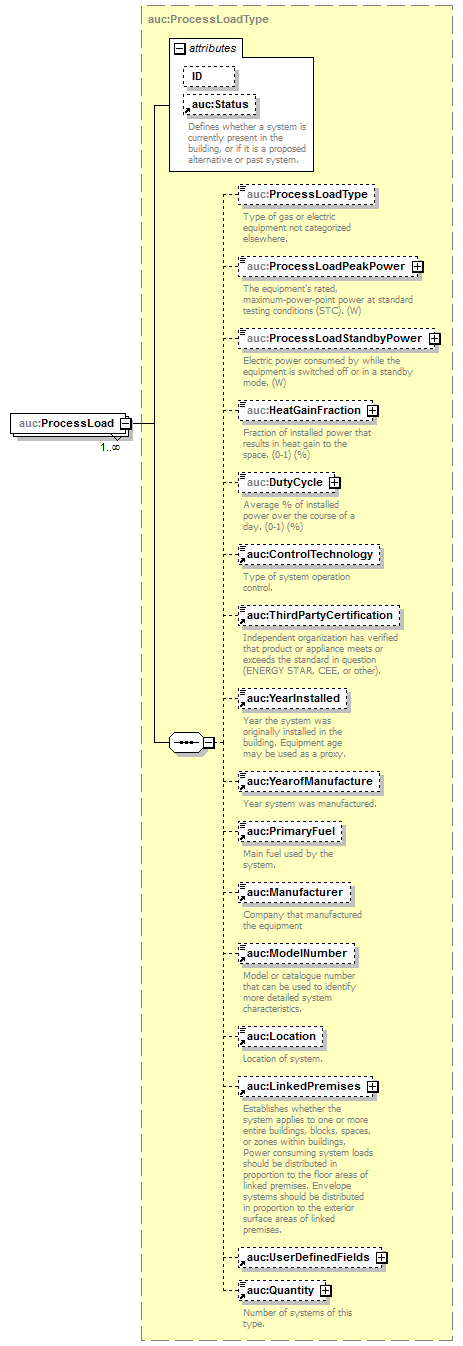 auc:ProcessLoadType
attributes
ID
auc:Status
Defines whether a system is
currently present in the
building, or if it is a proposed
alternative or past system.
auc:ProcessLoadType
Type of gas or electric
equipment not categorized
elsewhere.
auc:ProcessLoadPeakPower
The equipment's rated,
maximum-power-point power at standard
testing conditions (STC). (W)
auc:ProcessLoadStandbyPower
Electric power consumed by while the
equipment is switched off or in a standby
mode. (W)
auc:ProcessLoad
1..∞
auc:HeatGainFraction
Fraction of installed power that
results in heat gain to the
space. (0-1) (%)
auc:DutyCycle
Average % of installed
power over the course of a
day. (0-1) (%)
auc:ControlTechnology
Type of system operation
control.
auc:ThirdPartyCertification
Independent organization has verified
that product or appliance meets or
exceeds the standard in question
(ENERGY STAR, CEE, or other).
auc:YearInstalled
Year the system was
originally installed in the
building. Equipment age
may be used as a proxy.
auc:YearofManufacture
Year system was manufactured.
auc:PrimaryFuel
Main fuel used by the
system.
auc:Manufacturer
Company that manufactured
the equipment
auc:ModelNumber
Model or catalogue number
that can be used to identify
more detailed system
characteristics.
auc:Location
Location of system.
auc:LinkedPremises
Establishes whether the
system applies to one or more
entire buildings, blocks, spaces,
or zones within buildings.
Power consuming system loads
should be distributed in
proportion to the floor areas of
linked premises. Envelope
systems should be distributed
in proportion to the exterior
surface areas of linked
premises.
auc:UserDefinedFields
auc:Quantity
Number of systems of this
type.